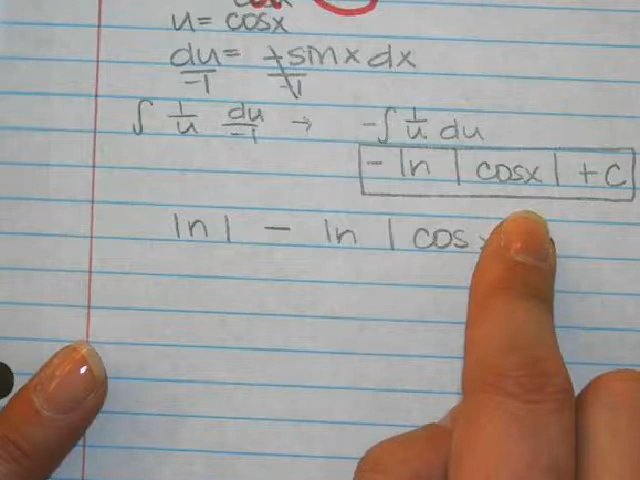 u = cosx
du = -sinx dx
-1 -1
∫ 1/u du/-1 → -∫ 1/u du
- ln | cosx | + C
ln 1 - ln | cos